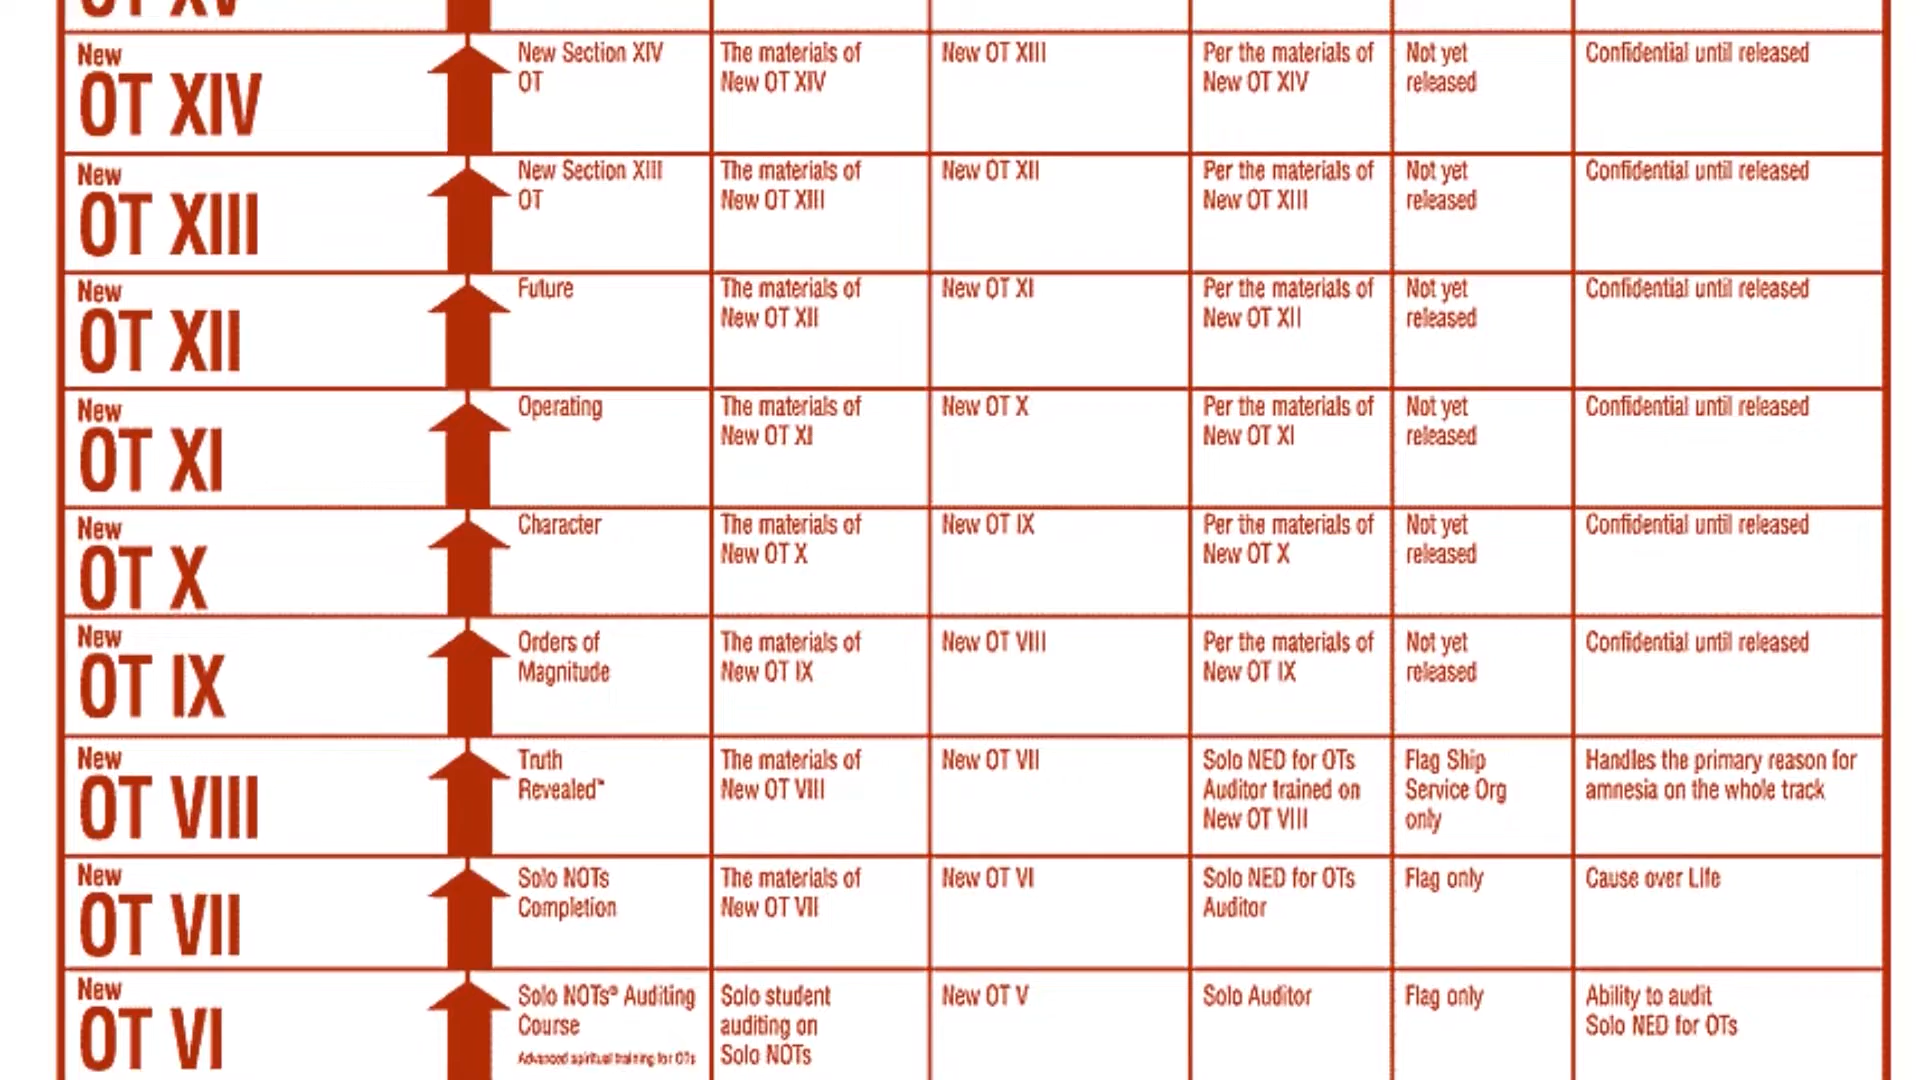 OT XV
New
OT XIV
New Section XIV
OT
The materials of
New OT XIV
New OT XIII
Per the materials of
New OT XIV
Not yet
released
Confidential until released
New
OT XIII
New Section XIII
OT
The materials of
New OT XIII
New OT XII
Per the materials of
New OT XIII
Not yet
released
Confidential until released
New
OT XII
Future
The materials of
New OT XII
New OT XI
Per the materials of
New OT XII
Not yet
released
Confidential until released
New
OT XI
Operating
The materials of
New OT XI
New OT X
Per the materials of
New OT XI
Not yet
released
Confidential until released
New
OT X
Character
The materials of
New OT X
New OT IX
Per the materials of
New OT X
Not yet
released
Confidential until released
New
OT IX
Orders of
Magnitude
The materials of
New OT IX
New OT VIII
Per the materials of
New OT IX
Not yet
released
Confidential until released
New
OT VIII
Truth
Revealed™
The materials of
New OT VIII
New OT VII
Solo NED for OTs
Auditor trained on
New OT VIII
Flag Ship
Service Org
only
Handles the primary reason for
amnesia on the whole track
New
OT VII
Solo NOTs
Completion
The materials of
New OT VII
New OT VI
Solo NED for OTs
Auditor
Flag only
Cause over Life
New
OT VI
Solo NOTs® Auditing
Course
Advanced spiritual training for OTs
Solo student
auditing on
Solo NOTs
New OT V
Solo Auditor
Flag only
Ability to audit
Solo NED for OTs